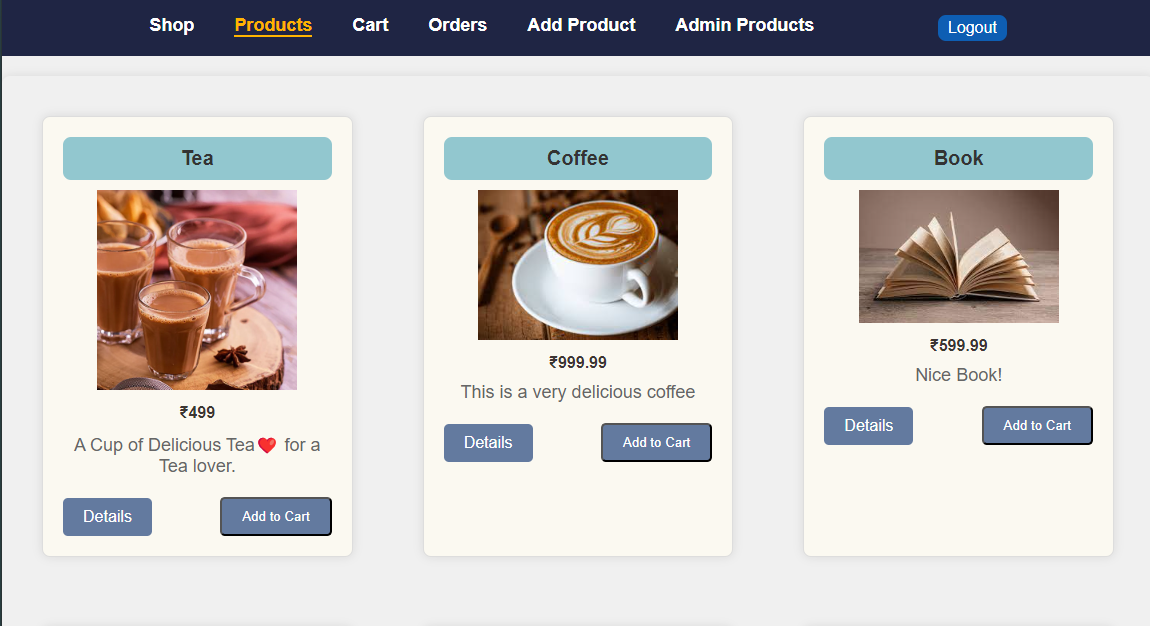 Shop Products Cart Orders Add Product Admin Products Logout
Tea
₹499
A Cup of Delicious Tea❤️ for a
Tea lover.
Details Add to Cart
Coffee
₹999.99
This is a very delicious coffee
Details Add to Cart
Book
₹599.99
Nice Book!
Details Add to Cart